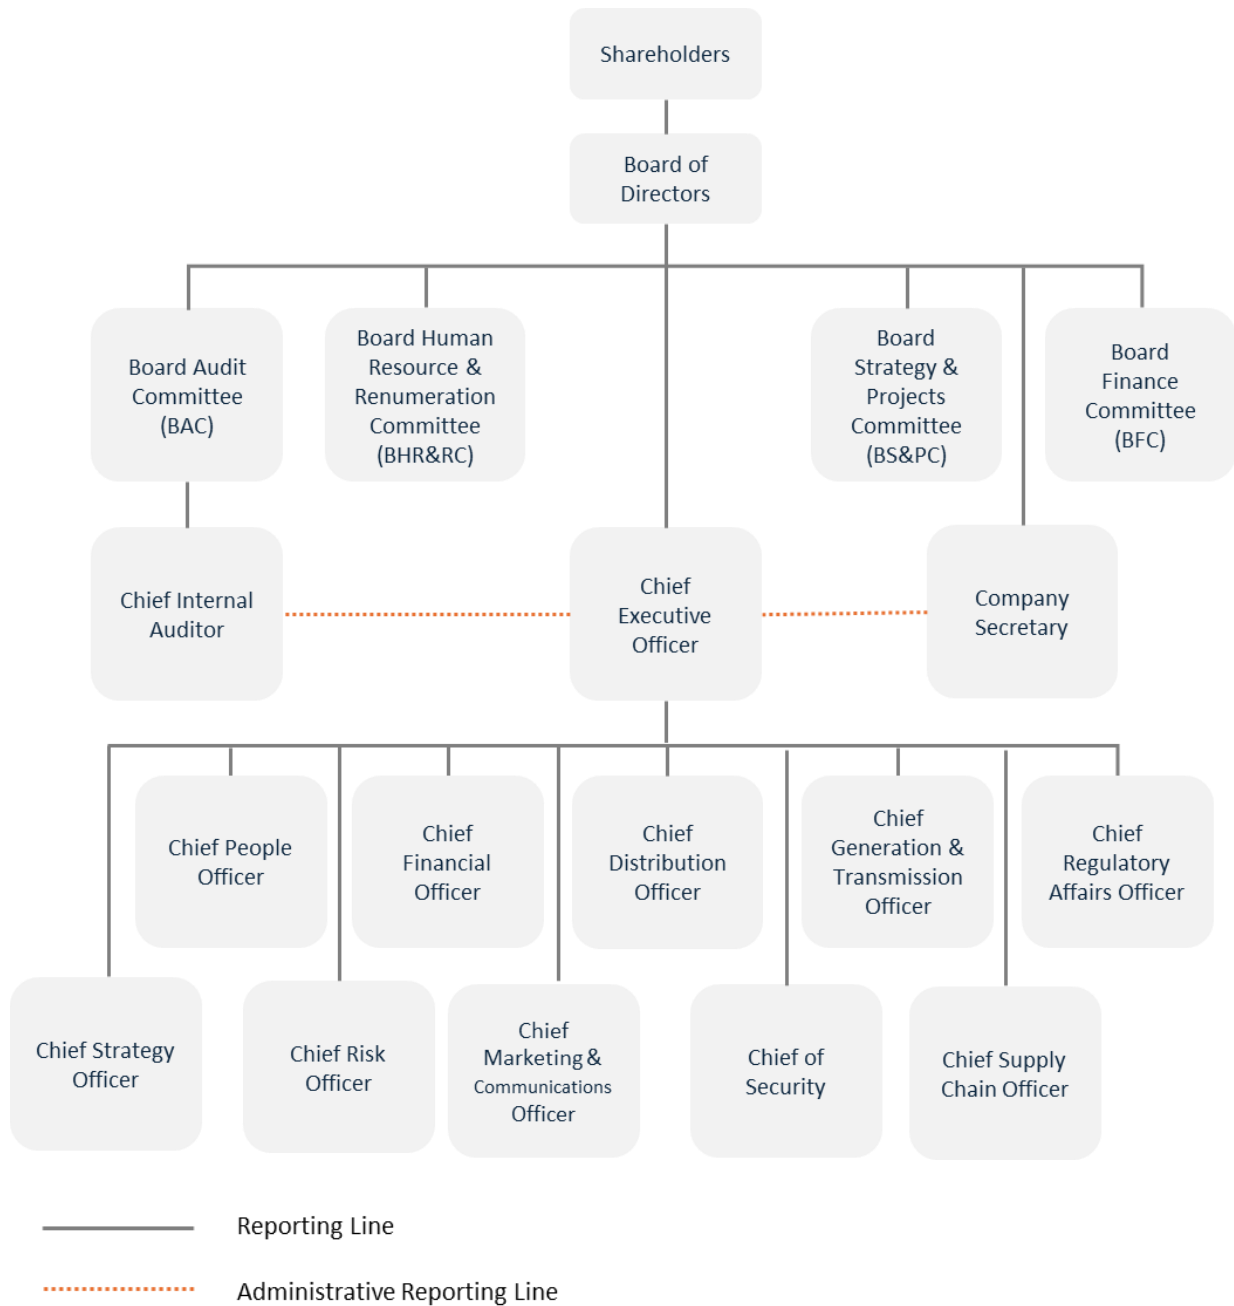 Shareholders
Board of
Directors
Board Audit
Committee
(BAC)
Board Human
Resource &
Renumeration
Committee
(BHR&RC)
Board
Strategy &
Projects
Committee
(BS&PC)
Board
Finance
Committee
(BFC)
Chief Internal
Auditor
Chief
Executive
Officer
Company
Secretary
Chief People
Officer
Chief
Financial
Officer
Chief
Distribution
Officer
Chief
Generation &
Transmission
Officer
Chief
Regulatory
Affairs Officer
Chief Strategy
Officer
Chief Risk
Officer
Chief
Marketing &
Communications
Officer
Chief of
Security
Chief Supply
Chain Officer
Reporting Line
Administrative Reporting Line